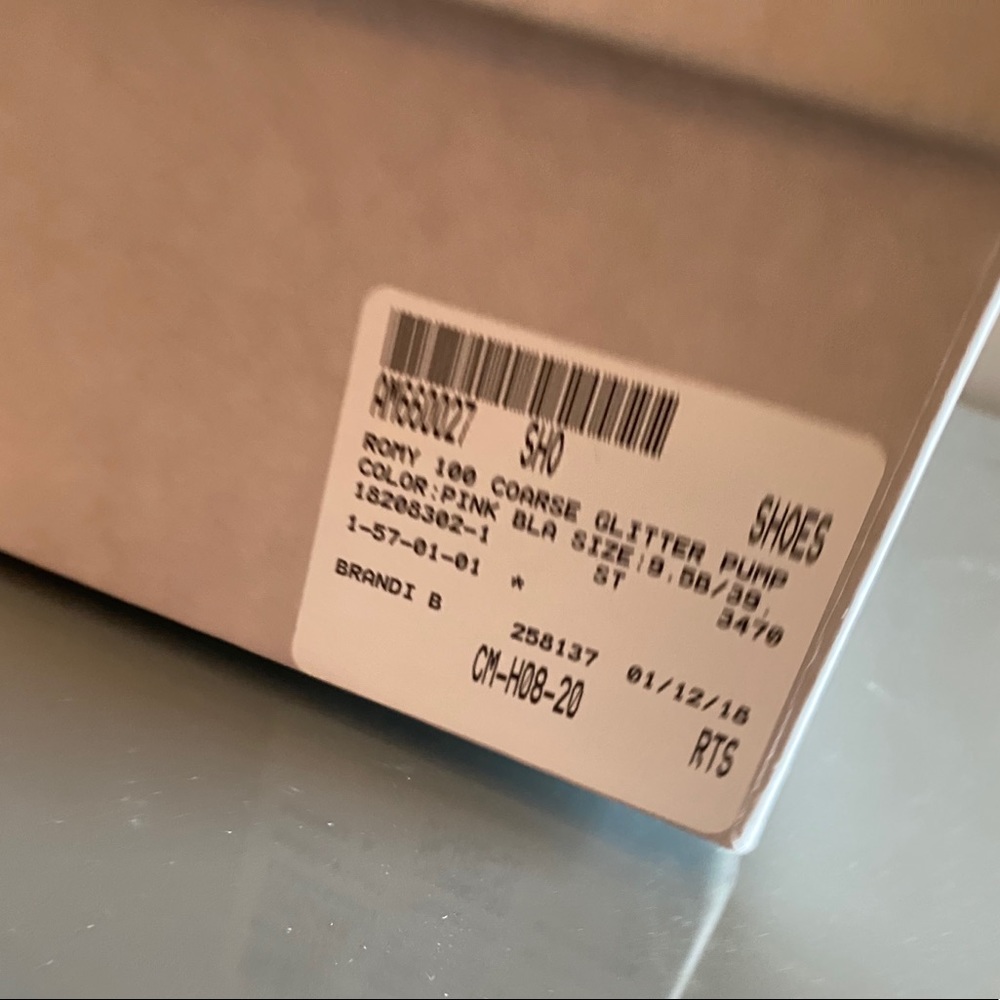 AM660027 SHO SHOES
ROMY 100 COARSE GLITTER PUMP
COLOR:PINK BLA SIZE:9.5B/39.
18208302-1 ST 3470
1-57-01-01 *
BRANDI B 258137 01/12/18
CM-H08-20 RTS